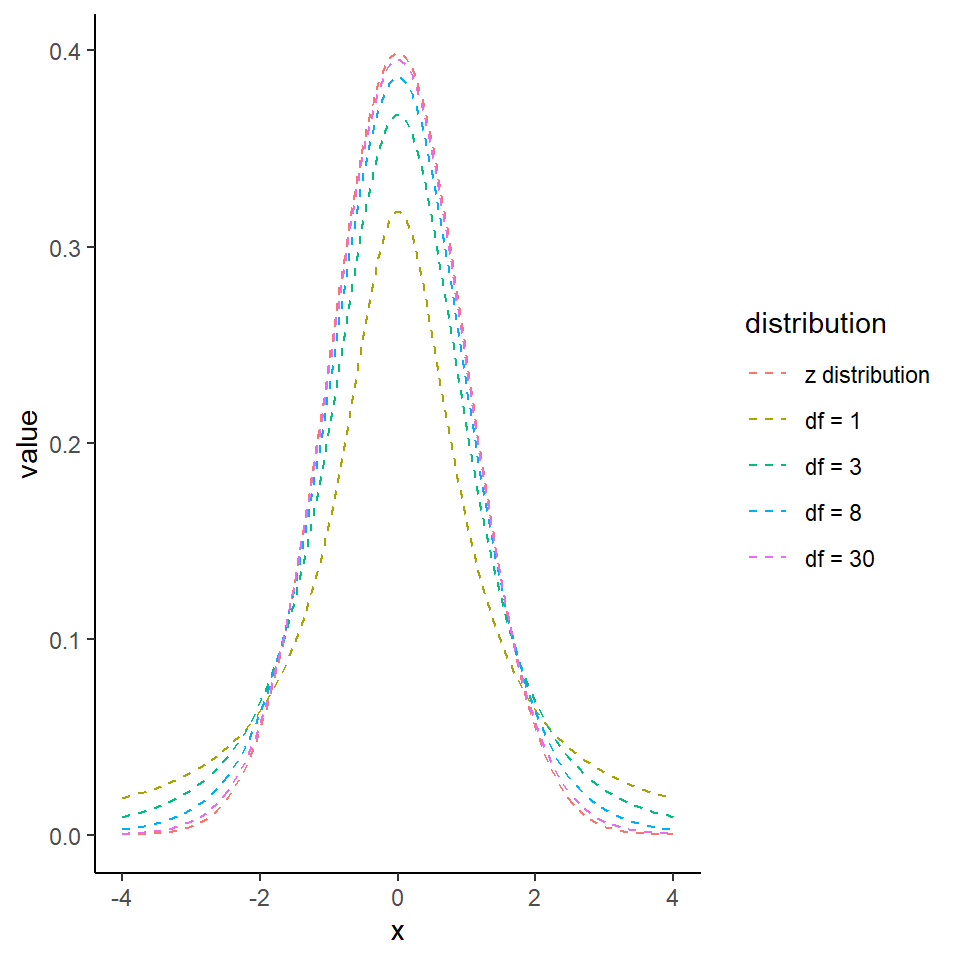 0.4
0.3
0.2
0.1
0.0
value
-4
-2
0
2
4
x
distribution
z distribution
df = 1
df = 3
df = 8
df = 30